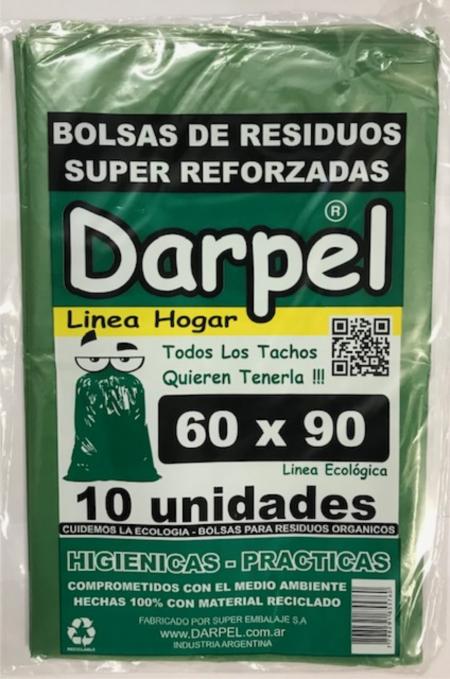 BOLSAS DE RESIDUOS
SUPER REFORZADAS
Darpel®
Linea Hogar
Todos Los Tachos
Quieren Tenerla !!!
60 x 90
Linea Ecológica
10 unidades
CUIDEMOS LA ECOLOGIA - BOLSAS PARA RESIDUOS ORGANICOS
HIGIENICAS - PRACTICAS
COMPROMETIDOS CON EL MEDIO AMBIENTE
HECHAS 100% CON MATERIAL RECICLADO
FABRICADO POR SUPER EMBALAJE S.A
www.DARPEL.com.ar
INDUSTRIA ARGENTINA
RECICLABLE